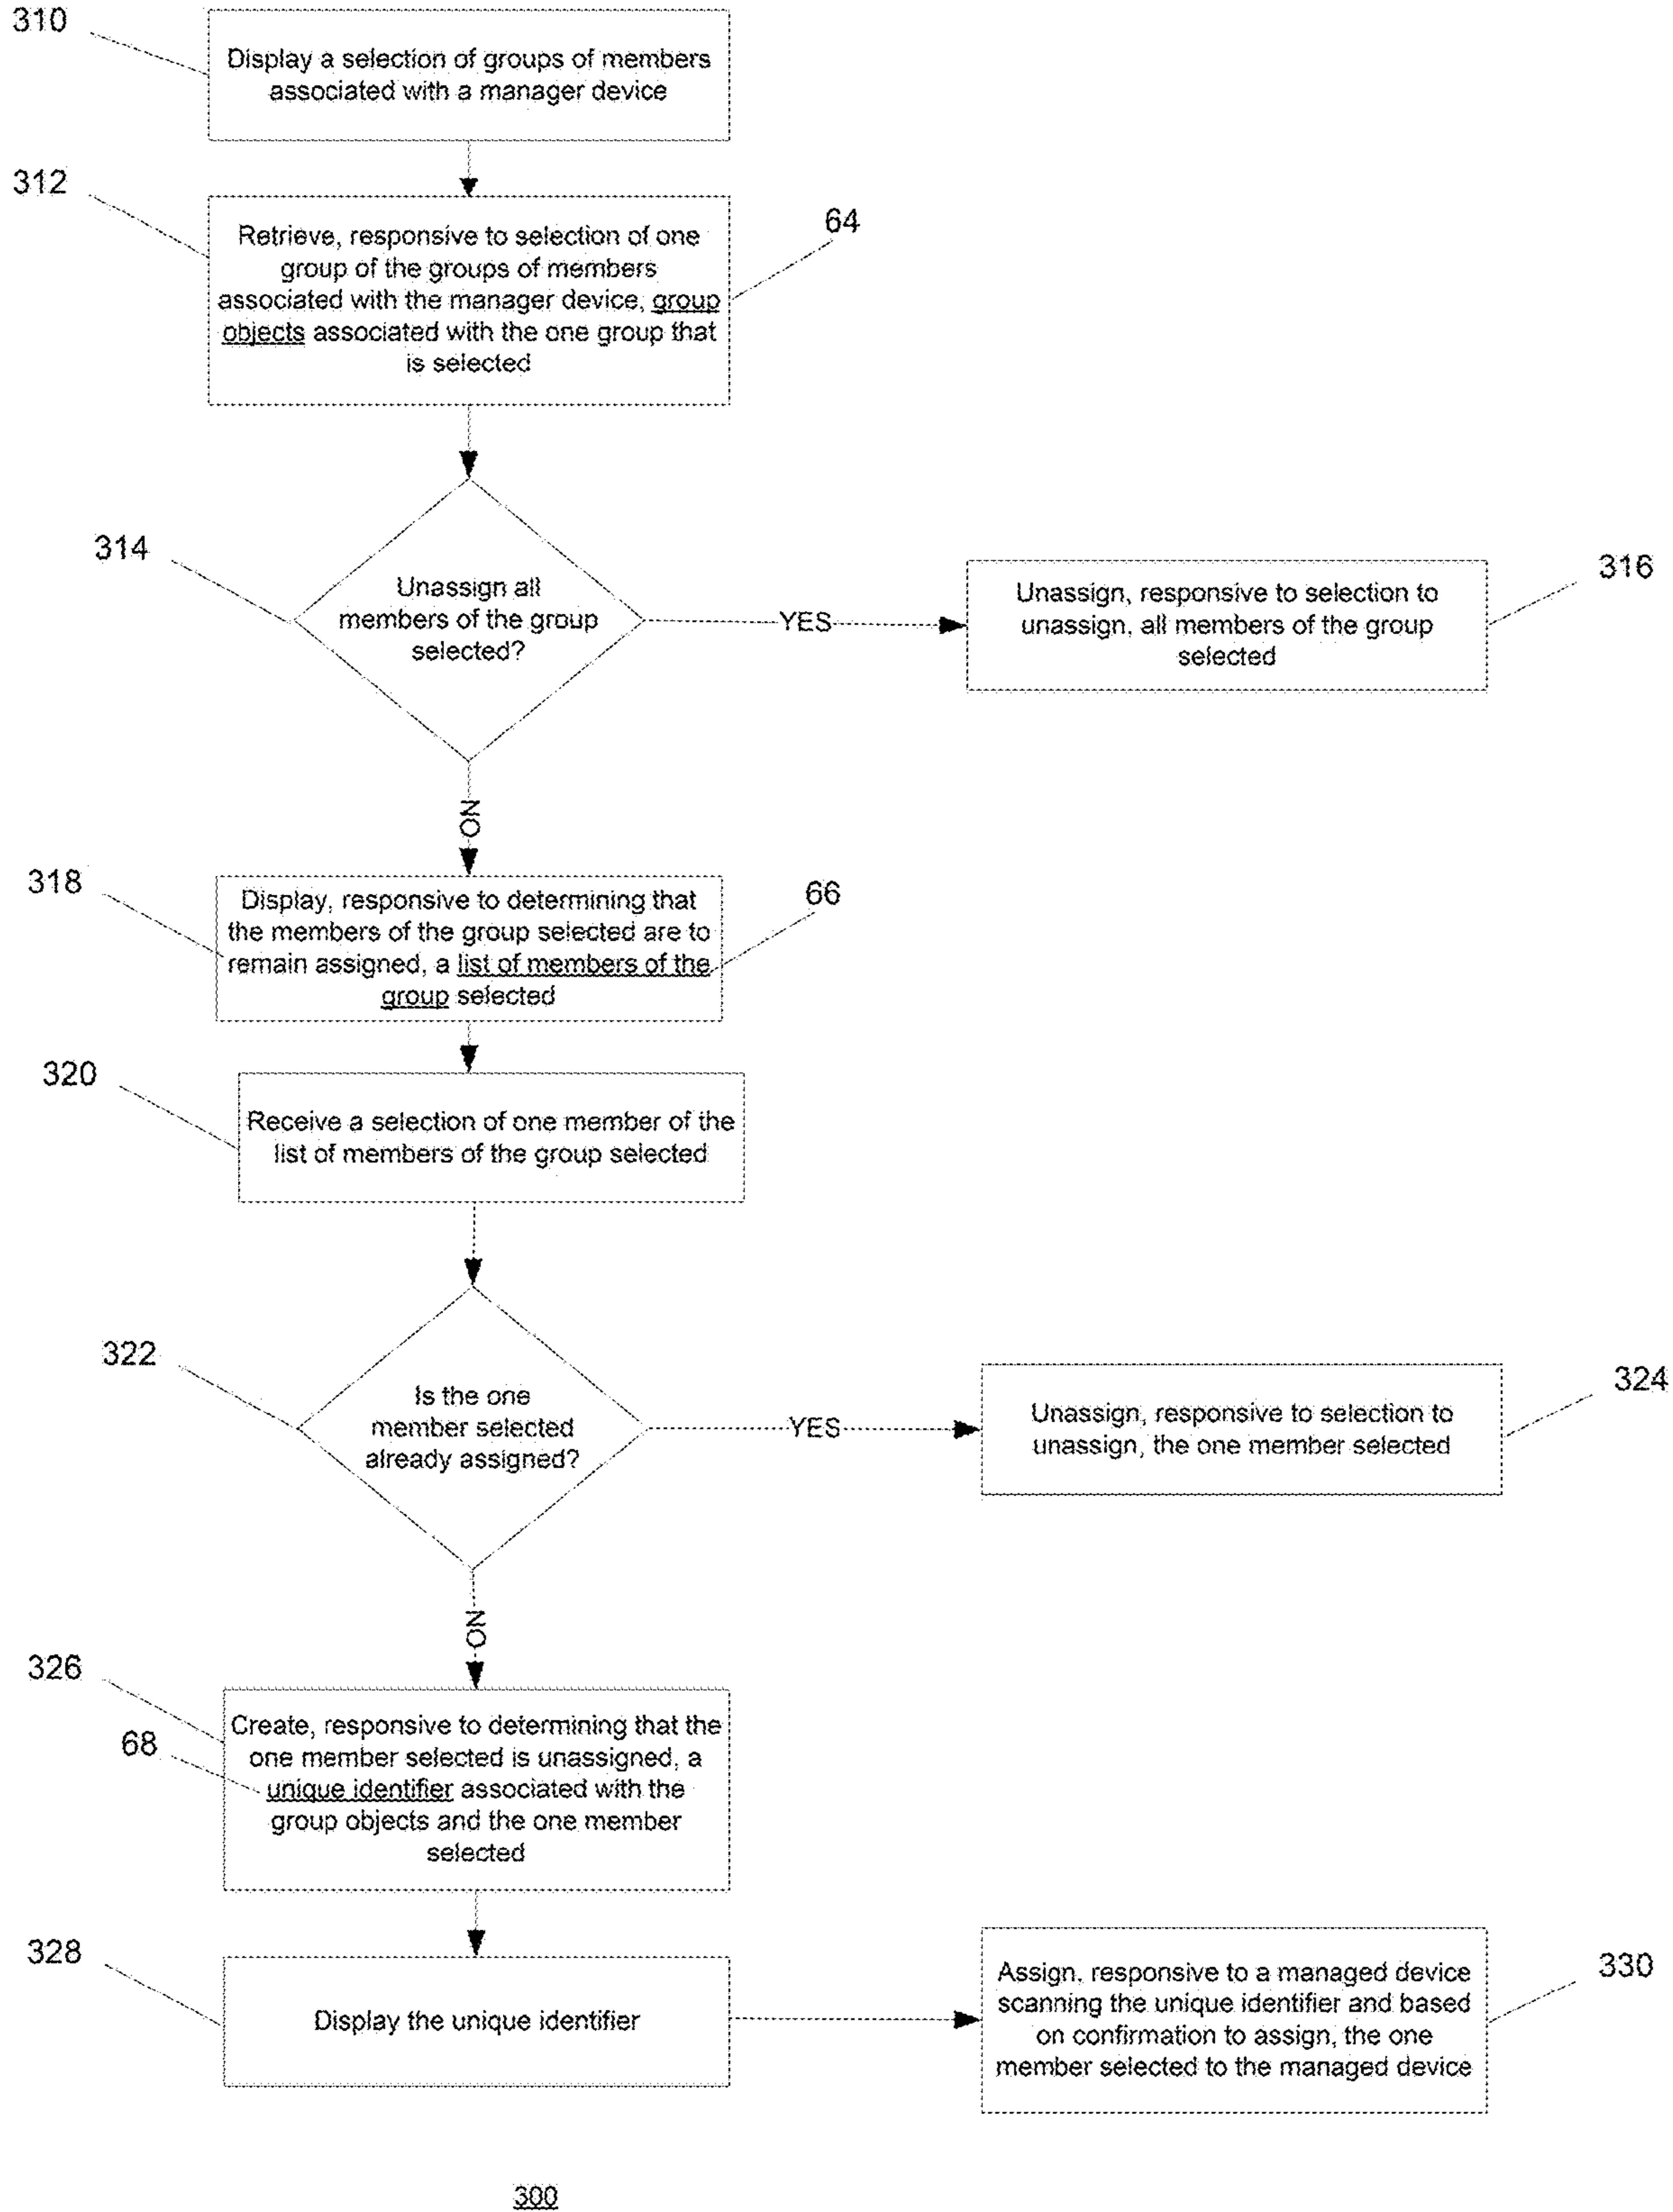 310
Display a selection of groups of members
associated with a manager device
312
64
Retrieve, responsive to selection of one
group of the groups of members
associated with the manager device, group
objects associated with the one group that
is selected
314
Unassign all
members of the group
selected?
YES
316
Unassign, responsive to selection to
unassign, all members of the group
selected
NO
318
66
Display, responsive to determining that
the members of the group selected are to
remain assigned, a list of members of the
group selected
320
Receive a selection of one member of the
list of members of the group selected
322
Is the one
member selected
already assigned?
YES
324
Unassign, responsive to selection to
unassign, the one member selected
NO
326
68
Create, responsive to determining that the
one member selected is unassigned, a
unique identifier associated with the
group objects and the one member
selected
328
Display the unique identifier
330
Assign, responsive to a managed device
scanning the unique identifier and based
on confirmation to assign, the one
member selected to the managed device
300